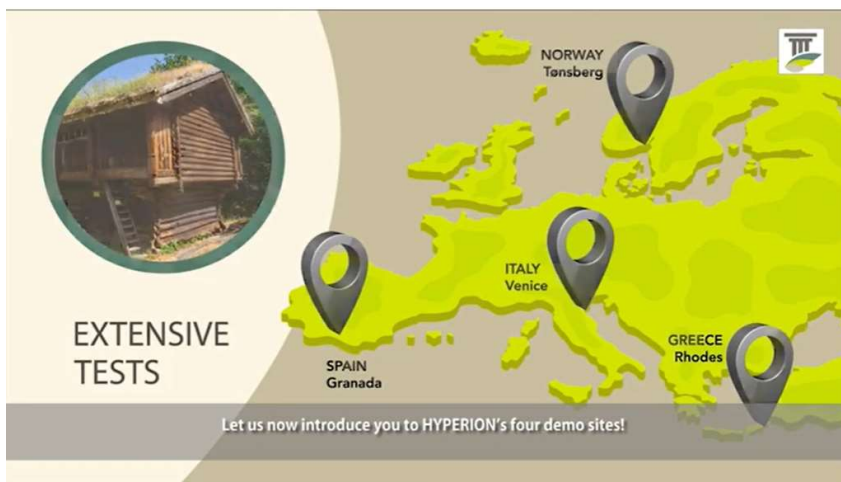 NORWAY
Tønsberg
ITALY
Venice
EXTENSIVE
TESTS
GREECE
Rhodes
SPAIN
Granada
Let us now introduce you to HYPERION's four demo sites!